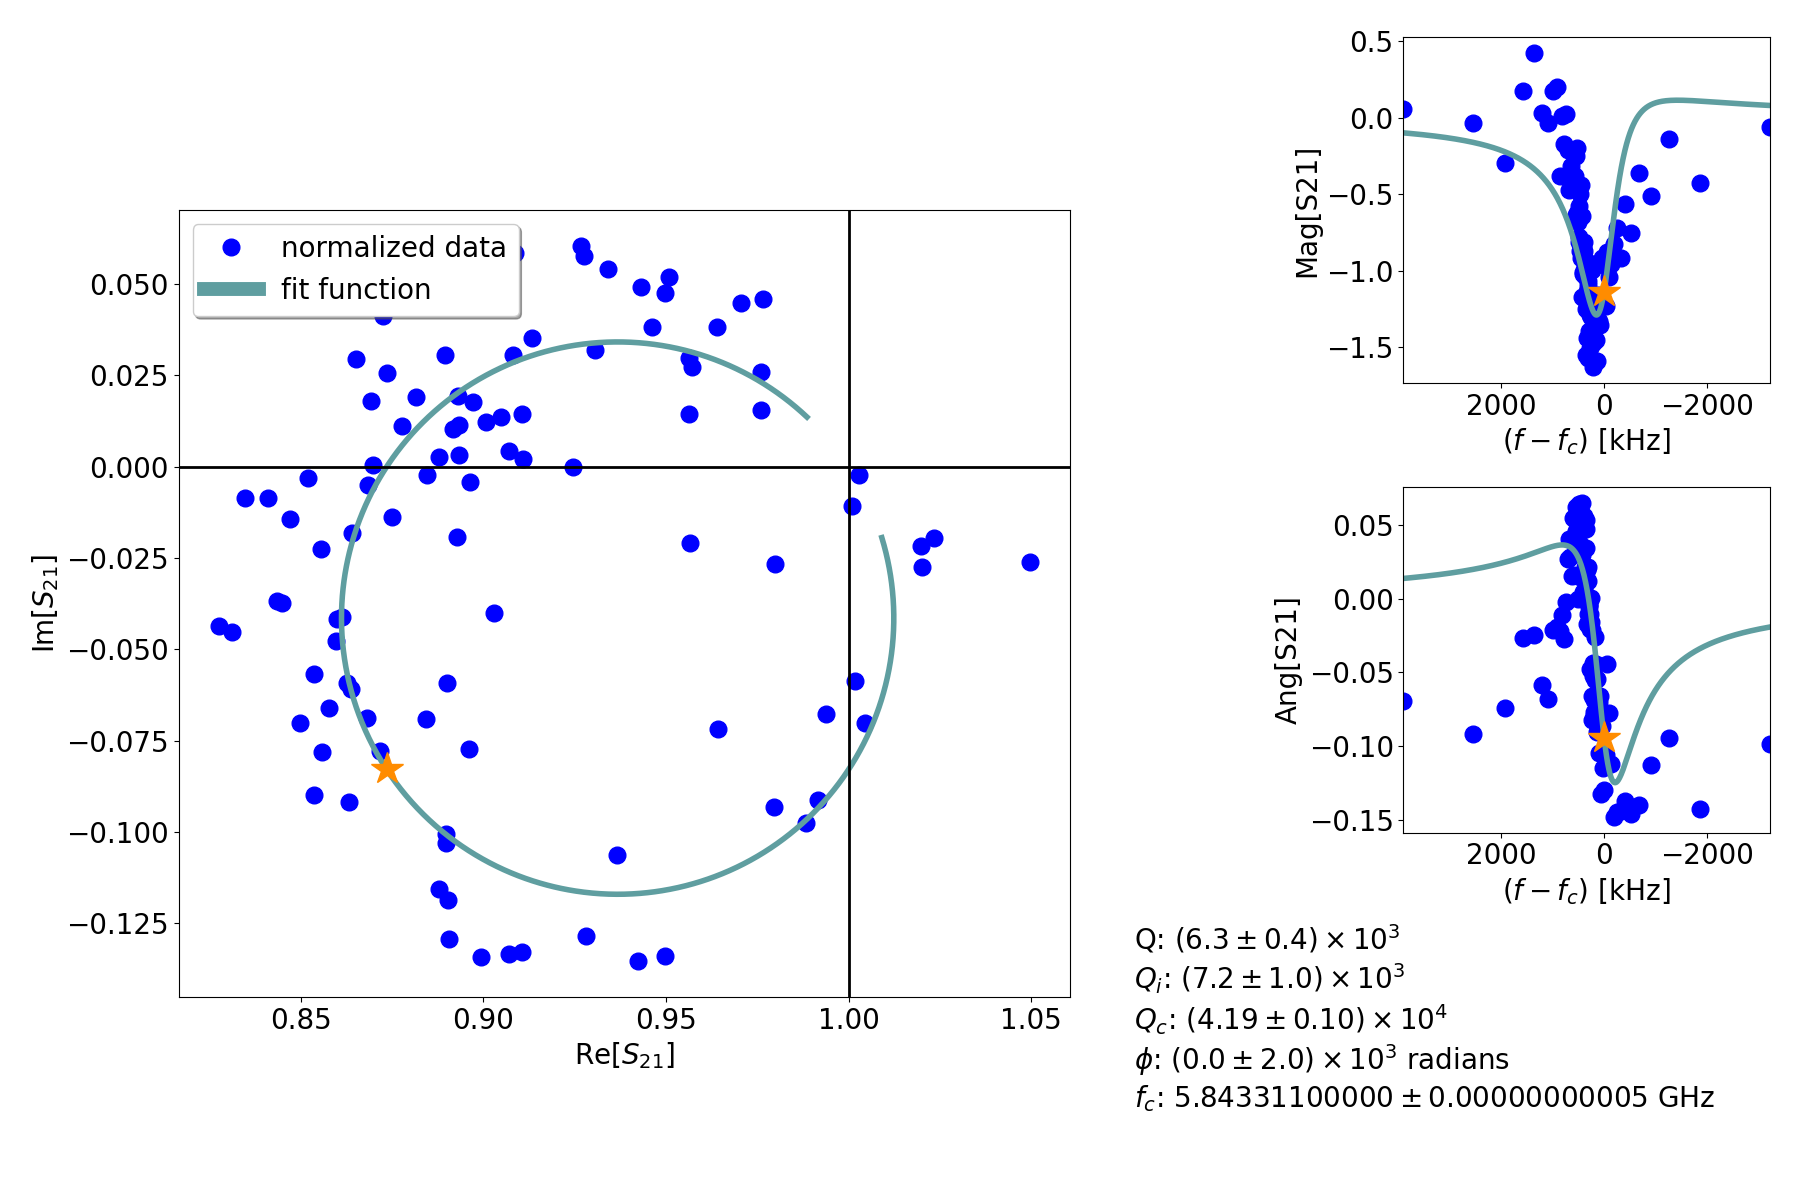 normalized data
fit function
0.050
0.025
0.000
−0.025
−0.050
−0.075
−0.100
−0.125
Im[S21]
0.85
0.90
0.95
1.00
1.05
Re[S21]
0.5
0.0
−0.5
−1.0
−1.5
Mag[S21]
2000
0
−2000
(f − fc) [kHz]
0.05
0.00
−0.05
−0.10
−0.15
Ang[S21]
2000
0
−2000
(f − fc) [kHz]
Q: (6.3 ± 0.4) × 10³
Qi: (7.2 ± 1.0) × 10³
Qc: (4.19 ± 0.10) × 10⁴
ϕ: (0.0 ± 2.0) × 10³ radians
fc: 5.84331100000 ± 0.00000000005 GHz